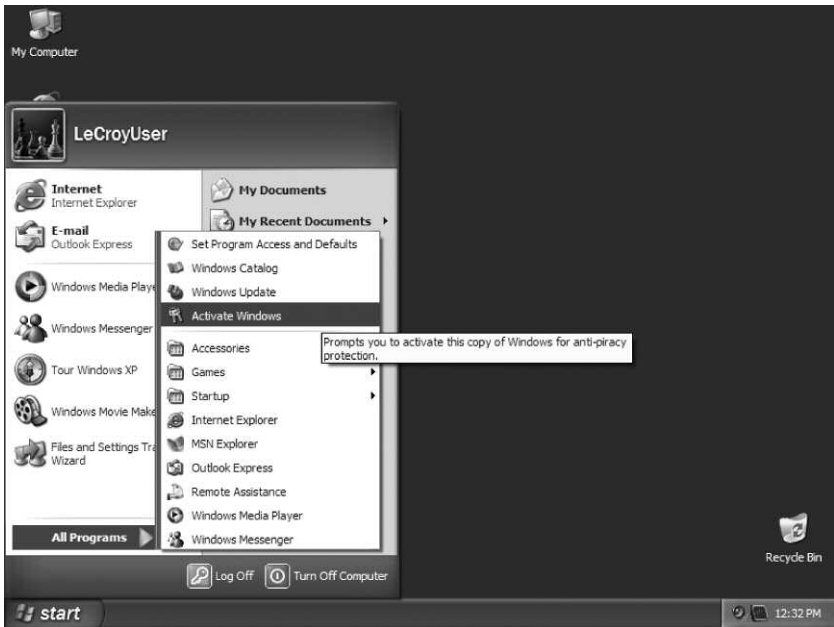 My Computer
LeCroyUser
Internet
Internet Explorer
E-mail
Outlook Express
Windows Media Playe
Windows Messenger
Tour Windows XP
Windows Movie Make
Files and Settings Tra
Wizard
All Programs
My Documents
My Recent Documents
Set Program Access and Defaults
Windows Catalog
Windows Update
Activate Windows
Prompts you to activate this copy of Windows for anti-piracy
protection.
Accessories
Games
Startup
Internet Explorer
MSN Explorer
Outlook Express
Remote Assistance
Windows Media Player
Windows Messenger
Log Off
Turn Off Computer
Recycle Bin
start
12:32 PM